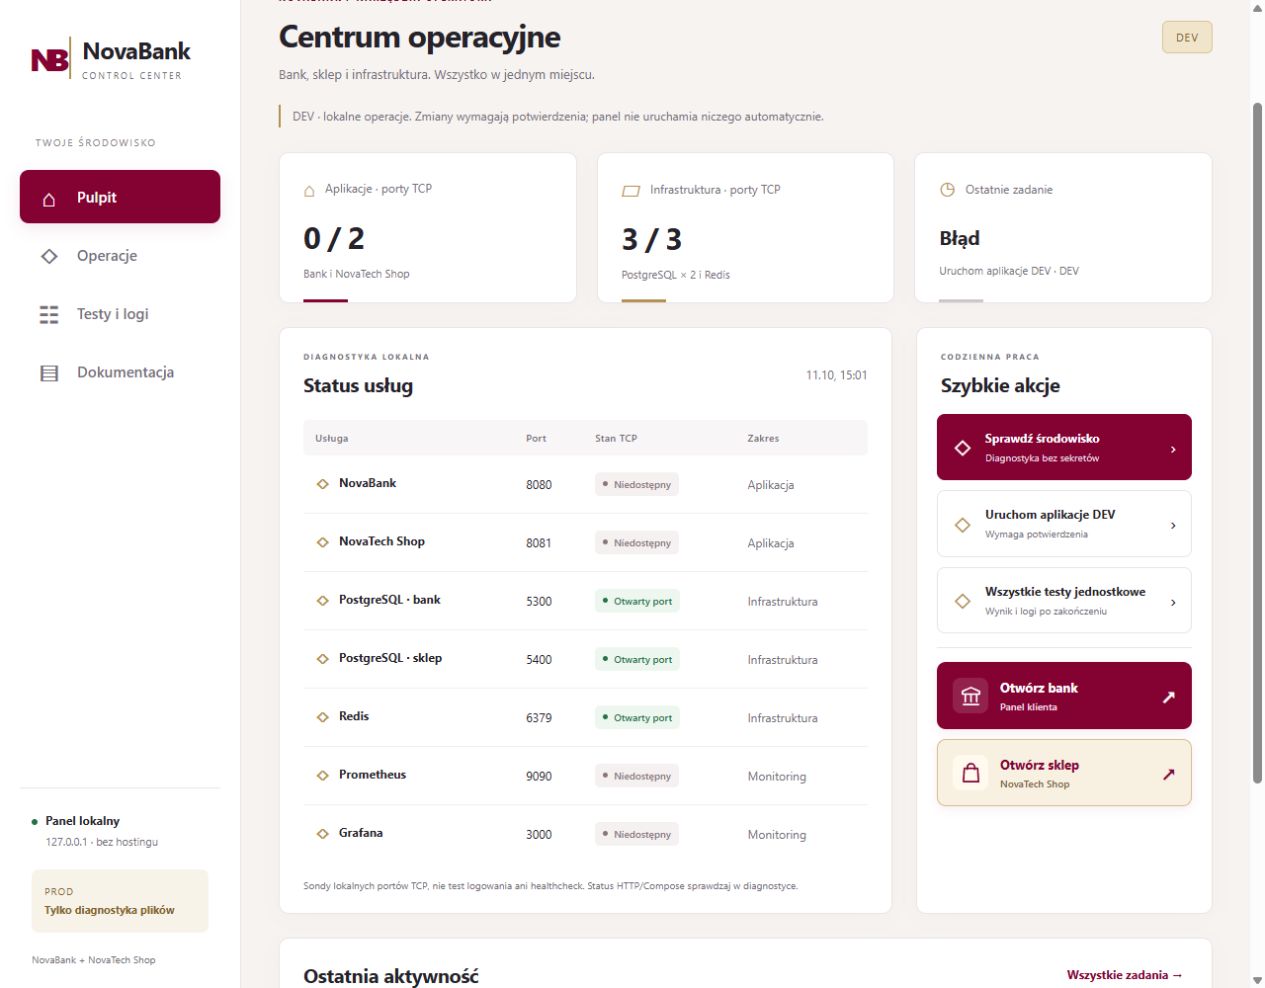 NB
NovaBank
CONTROL CENTER
TWOJE ŚRODOWISKO
Pulpit
Operacje
Testy i logi
Dokumentacja
Panel lokalny
127.0.0.1 · bez hostingu
PROD
Tylko diagnostyka plików
NovaBank + NovaTech Shop
Centrum operacyjne
DEV
Bank, sklep i infrastruktura. Wszystko w jednym miejscu.
DEV · lokalne operacje. Zmiany wymagają potwierdzenia; panel nie uruchamia niczego automatycznie.
Aplikacje · porty TCP
0 / 2
Bank i NovaTech Shop
Infrastruktura · porty TCP
3 / 3
PostgreSQL × 2 i Redis
Ostatnie zadanie
Błąd
Uruchom aplikacje DEV · DEV
DIAGNOSTYKA LOKALNA
Status usług
11.10, 15:01
Usługa Port Stan TCP Zakres
NovaBank 8080 Niedostępny Aplikacja
NovaTech Shop 8081 Niedostępny Aplikacja
PostgreSQL · bank 5300 Otwarty port Infrastruktura
PostgreSQL · sklep 5400 Otwarty port Infrastruktura
Redis 6379 Otwarty port Infrastruktura
Prometheus 9090 Niedostępny Monitoring
Grafana 3000 Niedostępny Monitoring
Sondy lokalnych portów TCP, nie test logowania ani healthcheck. Status HTTP/Compose sprawdzaj w diagnostyce.
CODZIENNA PRACA
Szybkie akcje
Sprawdź środowisko
Diagnostyka bez sekretów
Uruchom aplikacje DEV
Wymaga potwierdzenia
Wszystkie testy jednostkowe
Wynik i logi po zakończeniu
Otwórz bank
Panel klienta
Otwórz sklep
NovaTech Shop
Ostatnia aktywność
Wszystkie zadania →